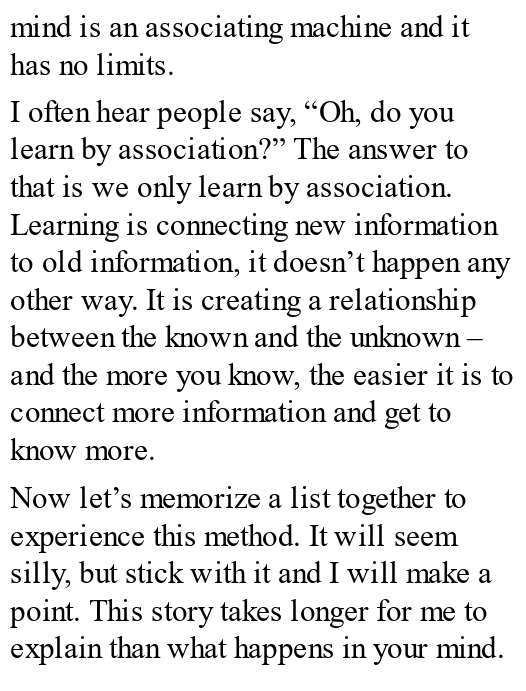 mind is an associating machine and it
has no limits.
I often hear people say, “Oh, do you
learn by association?” The answer to
that is we only learn by association.
Learning is connecting new information
to old information, it doesn’t happen any
other way. It is creating a relationship
between the known and the unknown –
and the more you know, the easier it is to
connect more information and get to
know more.
Now let’s memorize a list together to
experience this method. It will seem
silly, but stick with it and I will make a
point. This story takes longer for me to
explain than what happens in your mind.